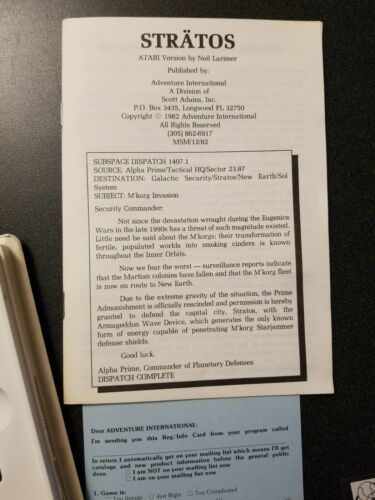 STRÄTOS
ATARI Version by Neil Larimer
Published by:
Adventure International
A Division of
Scott Adams, Inc.
P.O. Box 3435, Longwood FL 32750
Copyright © 1982 Adventure International
All Rights Reserved
(305) 862-6917
MSM/12/82
SUBSPACE DISPATCH 1407.1
SOURCE: Alpha Prime/Tactical HQ/Sector 23.87
DESTINATION: Galactic Security/Stratos/New Earth/Sol
System
SUBJECT: M'korg Invasion
Security Commander:
Not since the devastation wrought during the Eugenics
Wars in the late 1990s has a threat of such magnitude existed.
Little need be said about the M'korgs; their transformation of
fertile, populated worlds into smoking cinders is known
throughout the Inner Orbits.
Now we fear the worst — surveillance reports indicate
that the Martian colonies have fallen and that the M'korg fleet
is now en route to New Earth.
Due to the extreme gravity of the situation, the Prime
Admonishment is officially rescinded and permission is hereby
granted to defend the capital city, Stratos, with the
Armageddon Wave Device, which generates the only known
form of energy capable of penetrating M'korg Starjammer
defense shields.
Good luck.
Alpha Prime, Commander of Planetary Defenses
DISPATCH COMPLETE
Dear ADVENTURE INTERNATIONAL:
I'm sending you this Reg/Info Card from your program called
In return I automatically get on your mailing list which means I'll get
catalogs and new product information before the general public
does.
☐ I am NOT on your mailing list now
☐ I am on your mailing list now
1. Game is:
☐ Too Simple ☐ Just Right ☐ Too Complicated